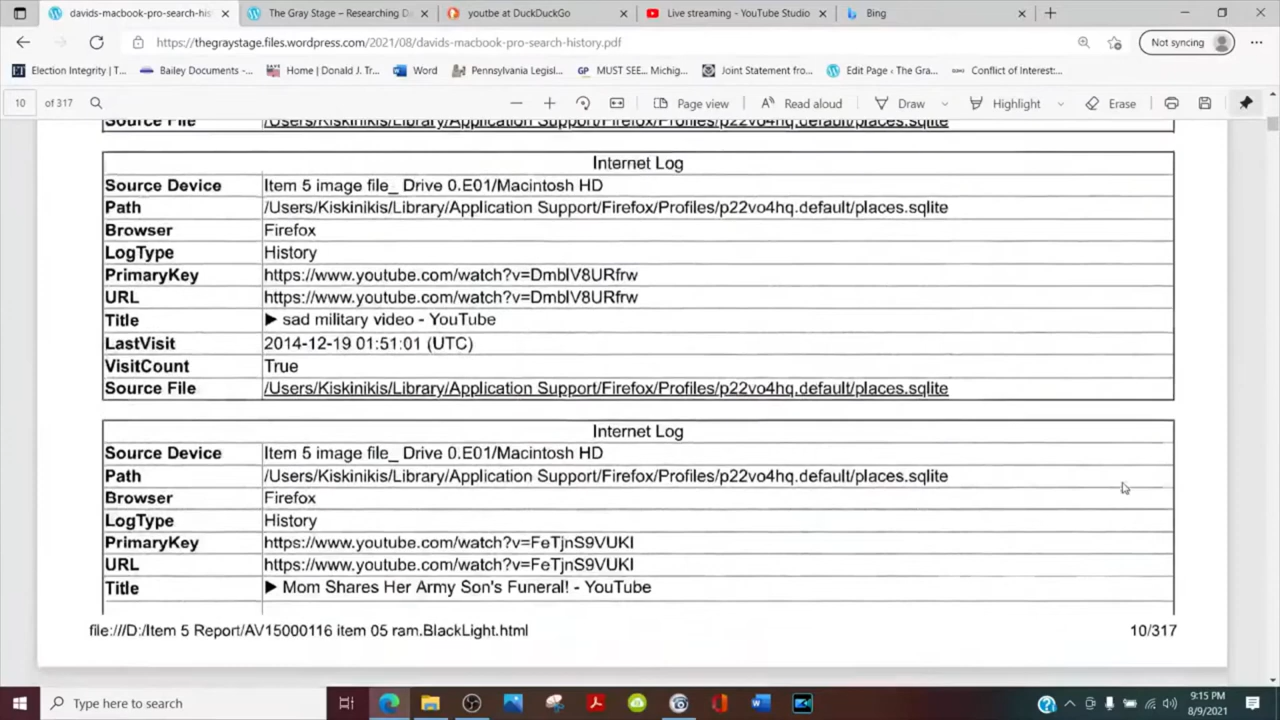 davids-macbook-pro-search-his
The Gray Stage – Researching Da
youtbe at DuckDuckGo
Live streaming - YouTube Studio
Bing
https://thegraystage.files.wordpress.com/2021/08/davids-macbook-pro-search-history.pdf
Not syncing
Election Integrity | T...
Bailey Documents -...
Home | Donald J. Tr...
Word
Pennsylvania Legisl...
GP
MUST SEE... Michig...
Joint Statement fro...
Edit Page ‹ The Gra...
Conflict of Interest:...
10 of 317
Page view
Read aloud
Draw
Highlight
Erase
Source File /Users/Kiskinikis/Library/Application Support/Firefox/Profiles/p22vo4hq.default/places.sqlite
Internet Log
Source Device Item 5 image file_ Drive 0.E01/Macintosh HD
Path /Users/Kiskinikis/Library/Application Support/Firefox/Profiles/p22vo4hq.default/places.sqlite
Browser Firefox
LogType History
PrimaryKey https://www.youtube.com/watch?v=DmblV8URfrw
URL https://www.youtube.com/watch?v=DmblV8URfrw
Title ▶ sad military video - YouTube
LastVisit 2014-12-19 01:51:01 (UTC)
VisitCount True
Source File /Users/Kiskinikis/Library/Application Support/Firefox/Profiles/p22vo4hq.default/places.sqlite
Internet Log
Source Device Item 5 image file_ Drive 0.E01/Macintosh HD
Path /Users/Kiskinikis/Library/Application Support/Firefox/Profiles/p22vo4hq.default/places.sqlite
Browser Firefox
LogType History
PrimaryKey https://www.youtube.com/watch?v=FeTjnS9VUKI
URL https://www.youtube.com/watch?v=FeTjnS9VUKI
Title ▶ Mom Shares Her Army Son's Funeral! - YouTube
file:///D:/Item 5 Report/AV15000116 item 05 ram.BlackLight.html 10/317
Type here to search
9:15 PM
8/9/2021